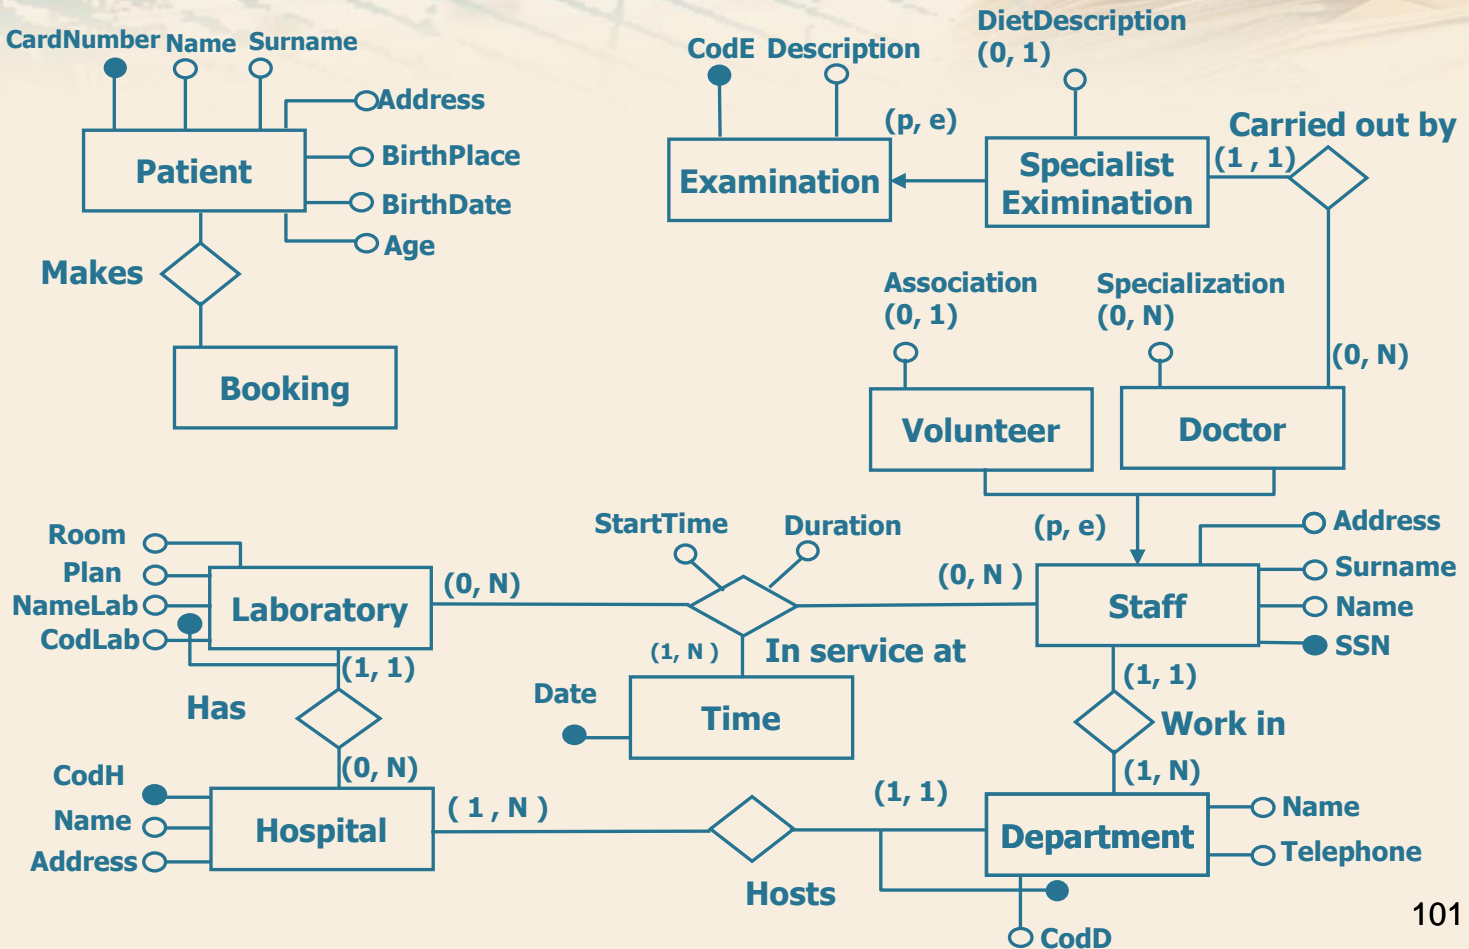 CardNumber Name Surname
Address
Patient
BirthPlace
BirthDate
Age
Makes
Booking
DietDescription
(0, 1)
CodE Description
(p, e)
Carried out by
Examination
Specialist
Eximination
(1 , 1)
Association
(0, 1)
Specialization
(0, N)
(0, N)
Volunteer
Doctor
(p, e)
Address
Surname
Staff
Name
SSN
Room
Plan
NameLab
CodLab
Laboratory
(0, N)
StartTime
Duration
(0, N )
(1, N )
In service at
(1, 1)
Has
Date
Time
(1, 1)
Work in
(0, N)
(1, N)
CodH
Name
Address
Hospital
( 1 , N )
(1, 1)
Hosts
Department
Name
Telephone
CodD
101